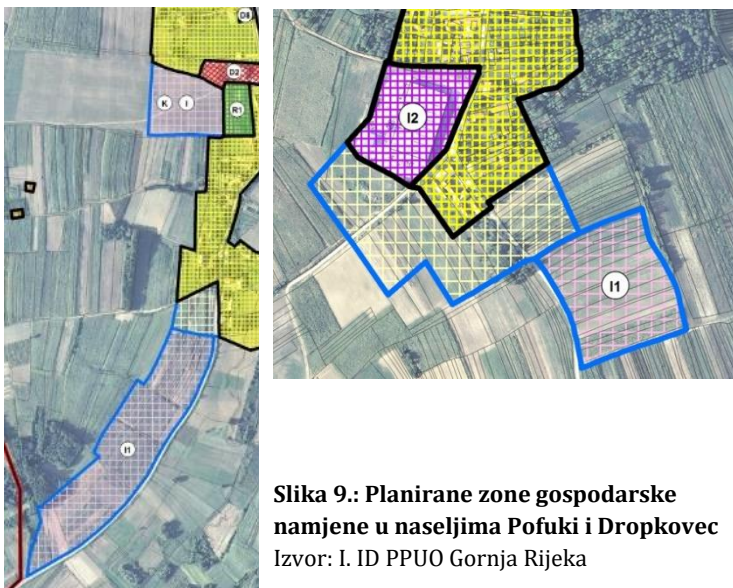 D8
D2
K I
R1
I1
I2
I1
Slika 9.: Planirane zone gospodarske
namjene u naseljima Pofuki i Dropkovec
Izvor: I. ID PPUO Gornja Rijeka